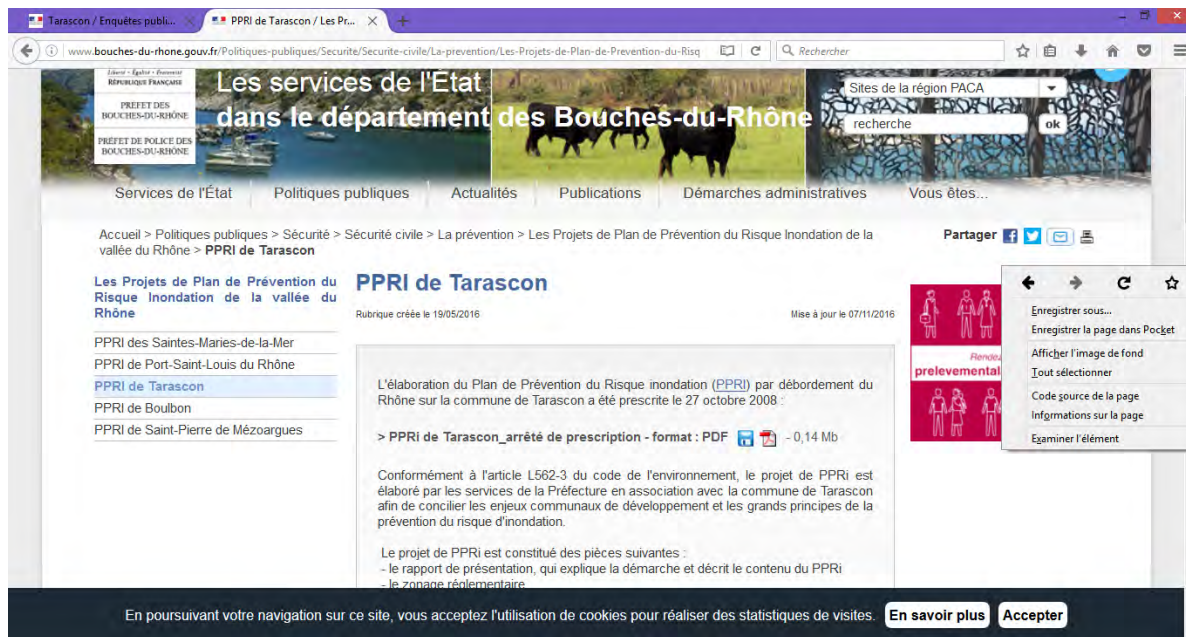 Tarascon / Enquêtes publi...
PPRI de Tarascon / Les Pr...
www.bouches-du-rhone.gouv.fr/Politiques-publiques/Securite/Securite-civile/La-prevention/Les-Projets-de-Plan-de-Prevention-du-Risq
Rechercher
Liberté • Égalité • Fraternité
RÉPUBLIQUE FRANÇAISE
PRÉFET DES
BOUCHES-DU-RHÔNE
PRÉFET DE POLICE DES
BOUCHES-DU-RHÔNE
Les services de l'État
dans le département des Bouches-du-Rhône
Sites de la région PACA
recherche
ok
Services de l'État
Politiques publiques
Actualités
Publications
Démarches administratives
Vous êtes...
Accueil > Politiques publiques > Sécurité > Sécurité civile > La prévention > Les Projets de Plan de Prévention du Risque Inondation de la
vallée du Rhône > PPRI de Tarascon
Partager
Les Projets de Plan de Prévention du
Risque Inondation de la vallée du
Rhône
PPRI des Saintes-Maries-de-la-Mer
PPRI de Port-Saint-Louis du Rhône
PPRI de Tarascon
PPRI de Boulbon
PPRI de Saint-Pierre de Mézoargues
PPRI de Tarascon
Rubrique créée le 19/05/2016
Mise à jour le 07/11/2016
L'élaboration du Plan de Prévention du Risque inondation (PPRI) par débordement du
Rhône sur la commune de Tarascon a été prescrite le 27 octobre 2008 :
> PPRi de Tarascon_arrêté de prescription - format : PDF - 0,14 Mb
Conformément à l'article L562-3 du code de l'environnement, le projet de PPRi est
élaboré par les services de la Préfecture en association avec la commune de Tarascon
afin de concilier les enjeux communaux de développement et les grands principes de la
prévention du risque d'inondation.
Le projet de PPRi est constitué des pièces suivantes :
- le rapport de présentation, qui explique la démarche et décrit le contenu du PPRi
- le zonage réglementaire
Rendez
prelevemental
Enregistrer sous...
Enregistrer la page dans Pocket
Afficher l'image de fond
Tout sélectionner
Code source de la page
Informations sur la page
Examiner l'élément
En poursuivant votre navigation sur ce site, vous acceptez l'utilisation de cookies pour réaliser des statistiques de visites.
En savoir plus
Accepter